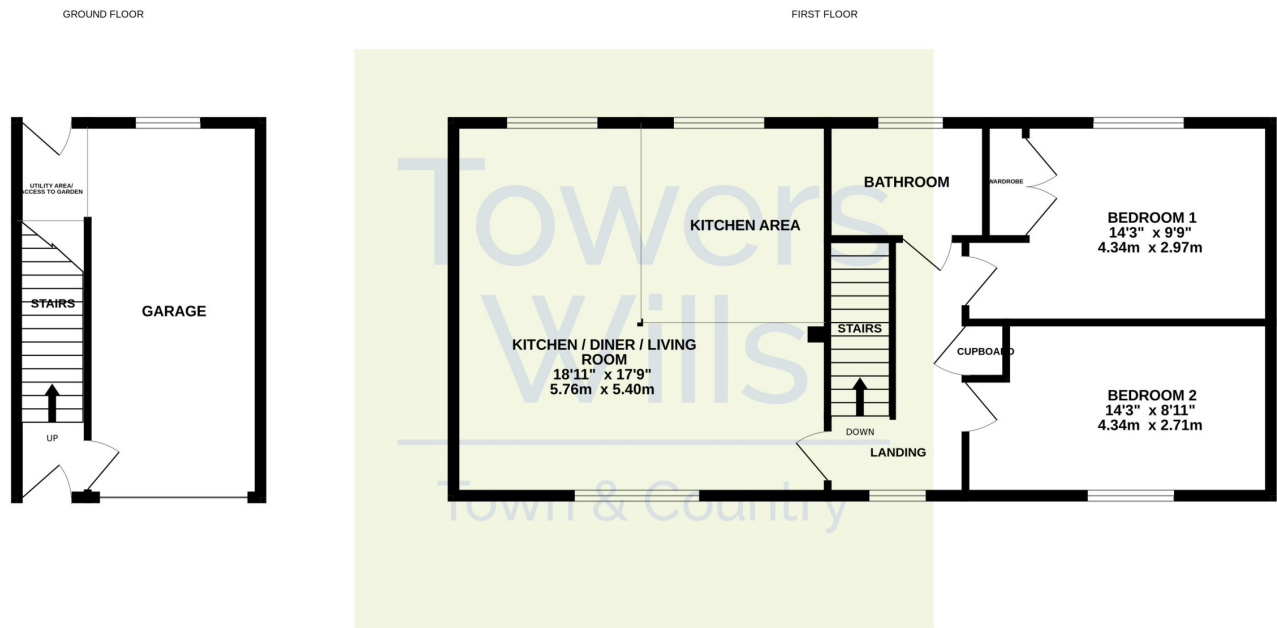 GROUND FLOOR
FIRST FLOOR
UTILITY AREA/
ACCESS TO GARDEN
STAIRS
GARAGE
UP
Towers
Wills
Town & Country
KITCHEN AREA
KITCHEN / DINER / LIVING
ROOM
18'11" x 17'9"
5.76m x 5.40m
BATHROOM
STAIRS
DOWN
LANDING
WARDROBE
BEDROOM 1
14'3" x 9'9"
4.34m x 2.97m
CUPBOARD
BEDROOM 2
14'3" x 8'11"
4.34m x 2.71m